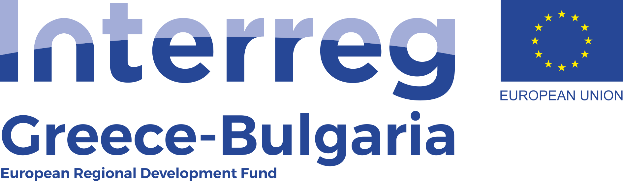 Interreg
EUROPEAN UNION
Greece-Bulgaria
European Regional Development Fund